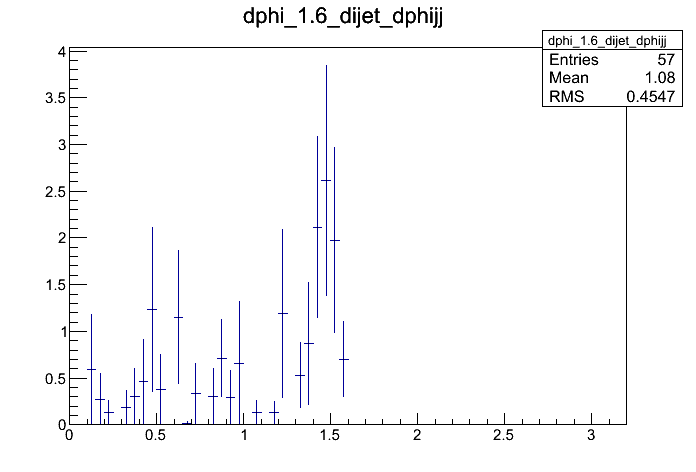 dphi_1.6_dijet_dphijj
dphi_1.6_dijet_dphijj
Entries 57
Mean 1.08
RMS 0.4547
4
3.5
3
2.5
2
1.5
1
0.5
0
0 0.5 1 1.5 2 2.5 3